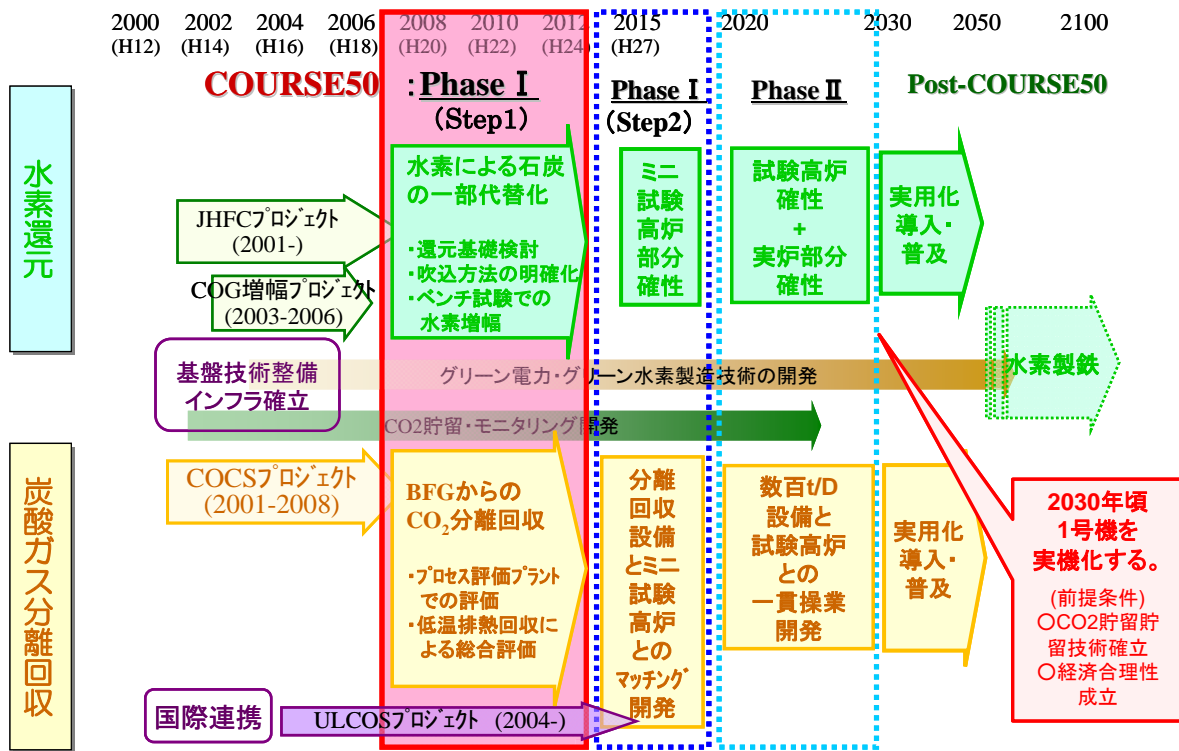 2000 2002 2004 2006 2008 2010 2012 2015 2020 2030 2050 2100
(H12) (H14) (H16) (H18) (H20) (H22) (H24) (H27)
COURSE50 :Phase Ⅰ
(Step1)
Phase Ⅰ
(Step2)
Phase Ⅱ
Post-COURSE50
水素還元
JHFCプロジェクト
(2001-)
COG増幅プロジェクト
(2003-2006)
水素による石炭
の一部代替化
・還元基礎検討
・吹込方法の明確化
・ベンチ試験での
水素増幅
ミニ
試験
高炉
部分
確性
試験高炉
確性
+
実炉部分
確性
実用化
導入・
普及
水素製鉄
基盤技術整備
インフラ確立
グリーン電力・グリーン水素製造技術の開発
CO2貯留・モニタリング開発
炭酸ガス分離回収
COCSプロジェクト
(2001-2008)
BFGからの
CO2分離回収
・プロセス評価プラント
での評価
・低温排熱回収に
よる総合評価
分離
回収
設備
とミニ
試験
高炉
との
マッチング
開発
数百t/D
設備と
試験高炉
との
一貫操業
開発
実用化
導入・
普及
2030年頃
1号機を
実機化する。
(前提条件)
〇CO2貯留貯
留技術確立
〇経済合理性
成立
国際連携
ULCOSプロジェクト (2004-)